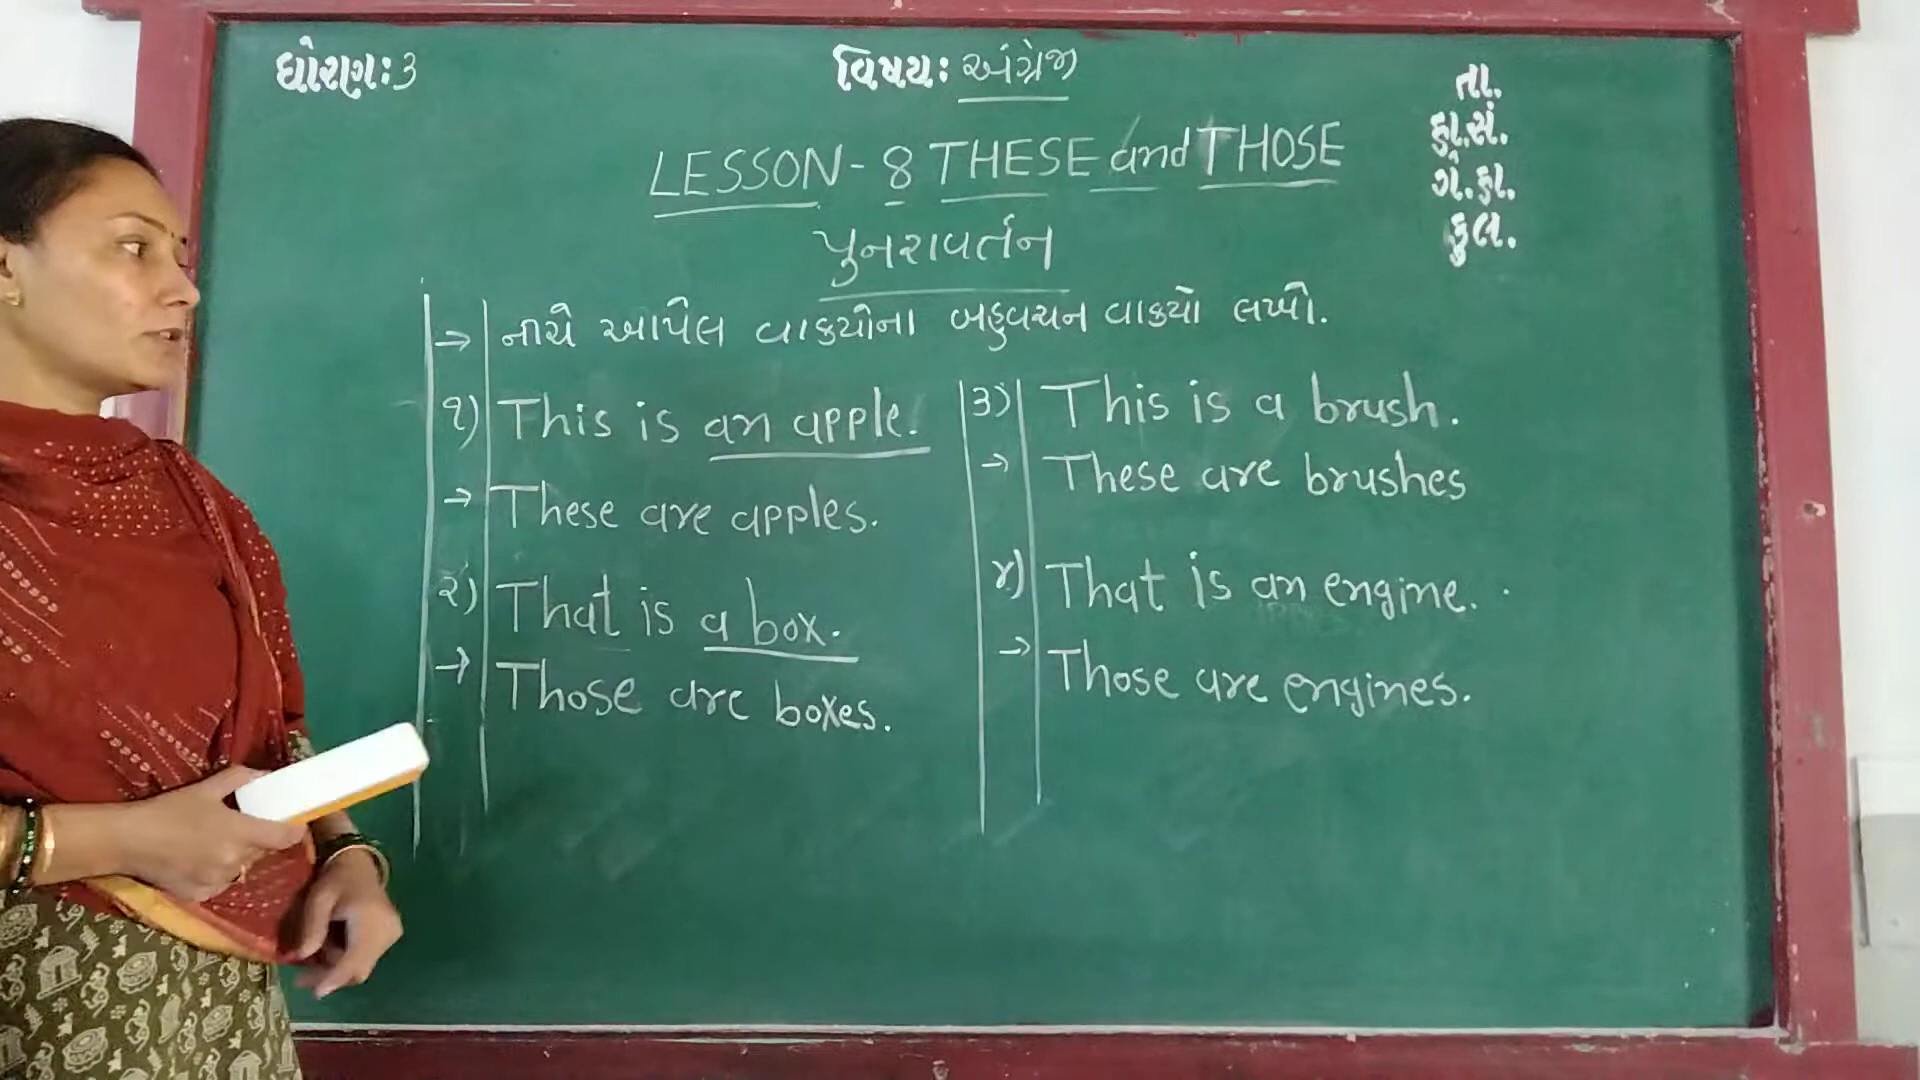 ધોરણ: 3
વિષય: અંગ્રેજી
તા.
હા.સં.
ગે.હા.
કુલ.
LESSON - 8 THESE and THOSE
પુનરાવર્તન
→ નીચે આપેલ વાક્યોના બહુવચન વાક્યો લખો.
૧) This is an apple.
→ These are apples.
૨) That is a box.
→ Those are boxes.
૩) This is a brush.
→ These are brushes
૪) That is an engine.
→ Those are engines.